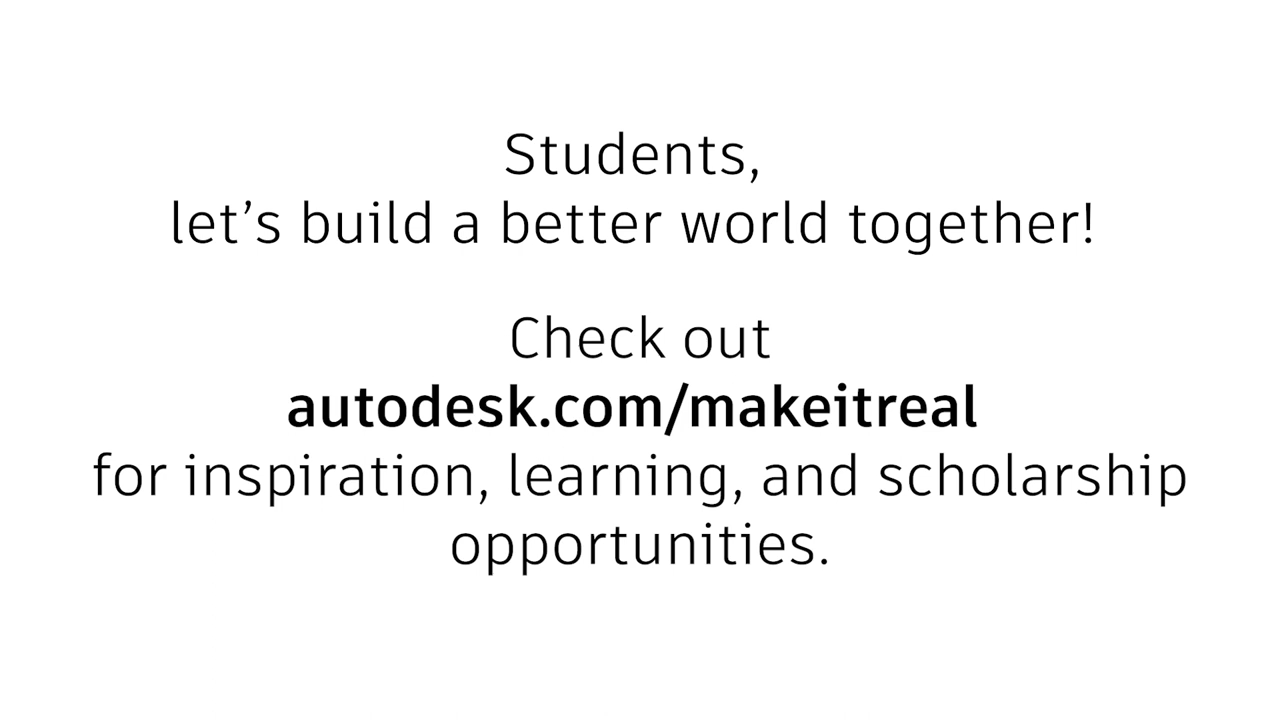 Students,
let’s build a better world together!
Check out
autodesk.com/makeitreal
for inspiration, learning, and scholarship
opportunities.